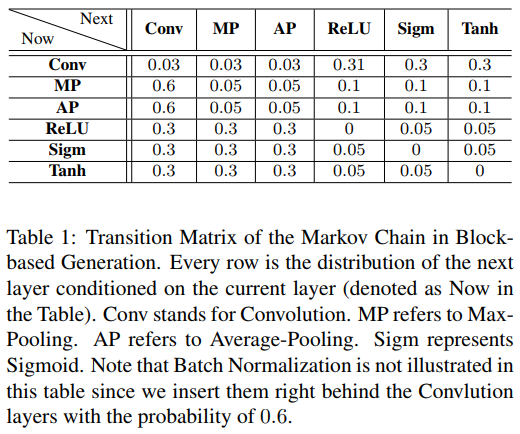 Next
Now
Conv MP AP ReLU Sigm Tanh
Conv 0.03 0.03 0.03 0.31 0.3 0.3
MP 0.6 0.05 0.05 0.1 0.1 0.1
AP 0.6 0.05 0.05 0.1 0.1 0.1
ReLU 0.3 0.3 0.3 0 0.05 0.05
Sigm 0.3 0.3 0.3 0.05 0 0.05
Tanh 0.3 0.3 0.3 0.05 0.05 0
Table 1: Transition Matrix of the Markov Chain in Block-
based Generation. Every row is the distribution of the next
layer conditioned on the current layer (denoted as Now in
the Table). Conv stands for Convolution. MP refers to Max-
Pooling. AP refers to Average-Pooling. Sigm represents
Sigmoid. Note that Batch Normalization is not illustrated in
this table since we insert them right behind the Convlution
layers with the probability of 0.6.